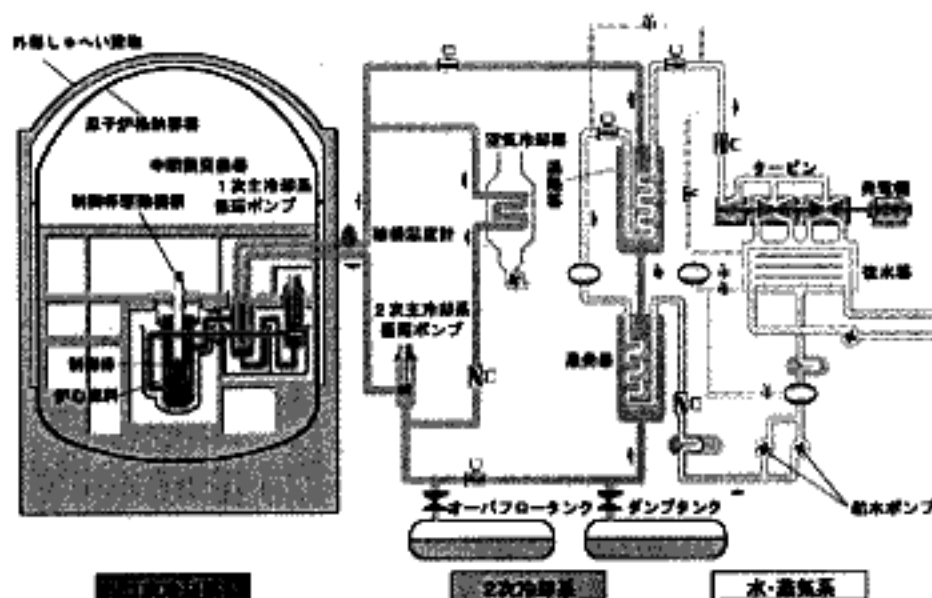 外部しゃへい建物
原子炉格納容器
中間熱交換器
1次主冷却系
循環ポンプ
制御棒駆動機構
制御棒
炉心燃料
空気冷却器
過熱器
2次主冷却系
循環ポンプ
蒸発器
タービン
発電機
復水器
給水ポンプ
オーバフロータンク
ダンプタンク
2次冷却系
水・蒸気系